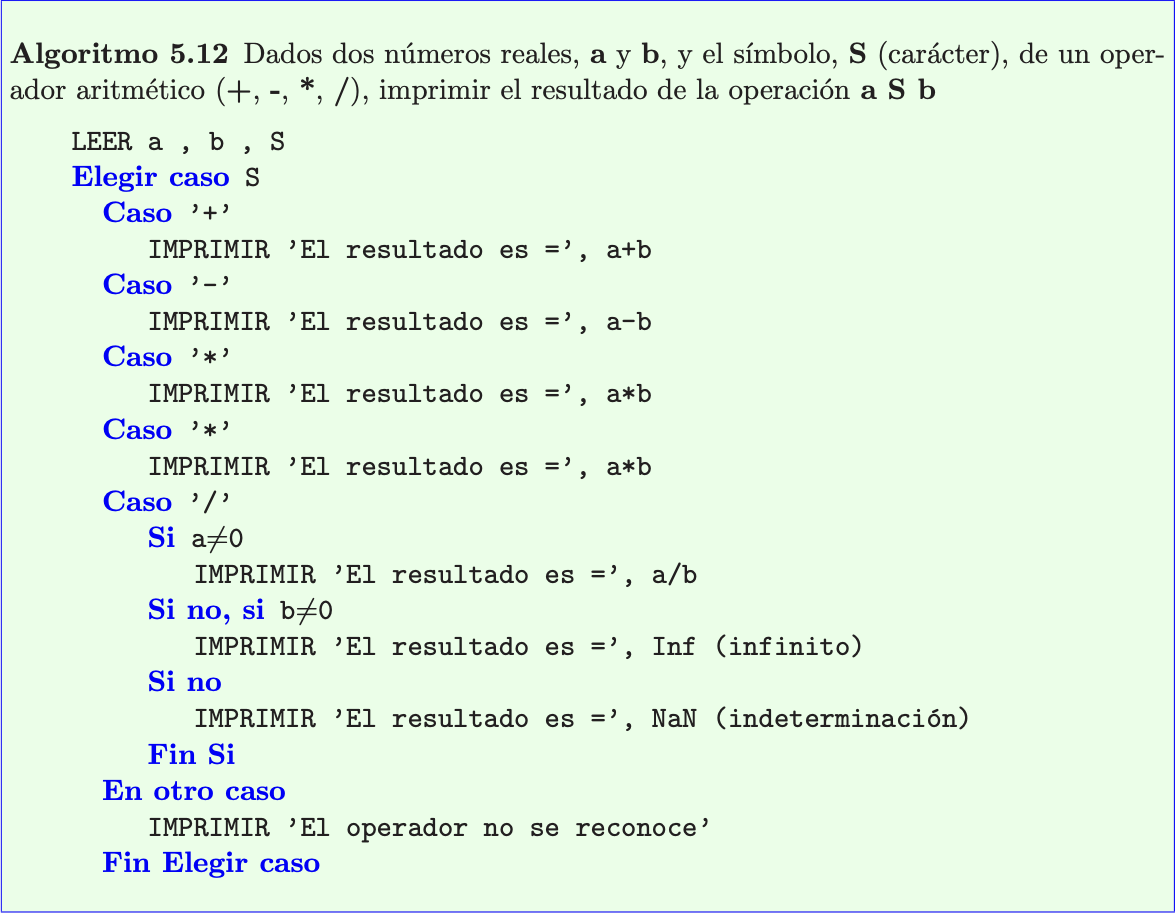 Algoritmo 5.12 Dados dos números reales, a y b, y el símbolo, S (carácter), de un oper-
ador aritmético (+, -, *, /), imprimir el resultado de la operación a S b
LEER a , b , S
Elegir caso S
Caso ’+’
IMPRIMIR ’El resultado es =’, a+b
Caso ’-’
IMPRIMIR ’El resultado es =’, a-b
Caso ’*’
IMPRIMIR ’El resultado es =’, a*b
Caso ’*’
IMPRIMIR ’El resultado es =’, a*b
Caso ’/’
Si a≠0
IMPRIMIR ’El resultado es =’, a/b
Si no, si b≠0
IMPRIMIR ’El resultado es =’, Inf (infinito)
Si no
IMPRIMIR ’El resultado es =’, NaN (indeterminación)
Fin Si
En otro caso
IMPRIMIR ’El operador no se reconoce’
Fin Elegir caso